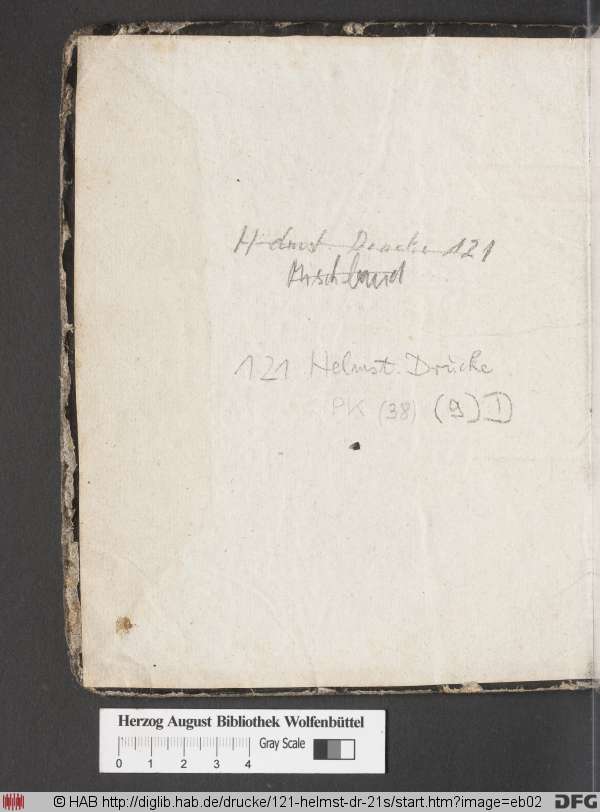 Helmst Drucke 121
Mischband
121 Helmst. Drucke
PK (38) (9) D
Herzog August Bibliothek Wolfenbüttel
Gray Scale
0 1 2 3 4
© HAB http://diglib.hab.de/drucke/121-helmst-dr-21s/start.htm?image=eb02
DFG